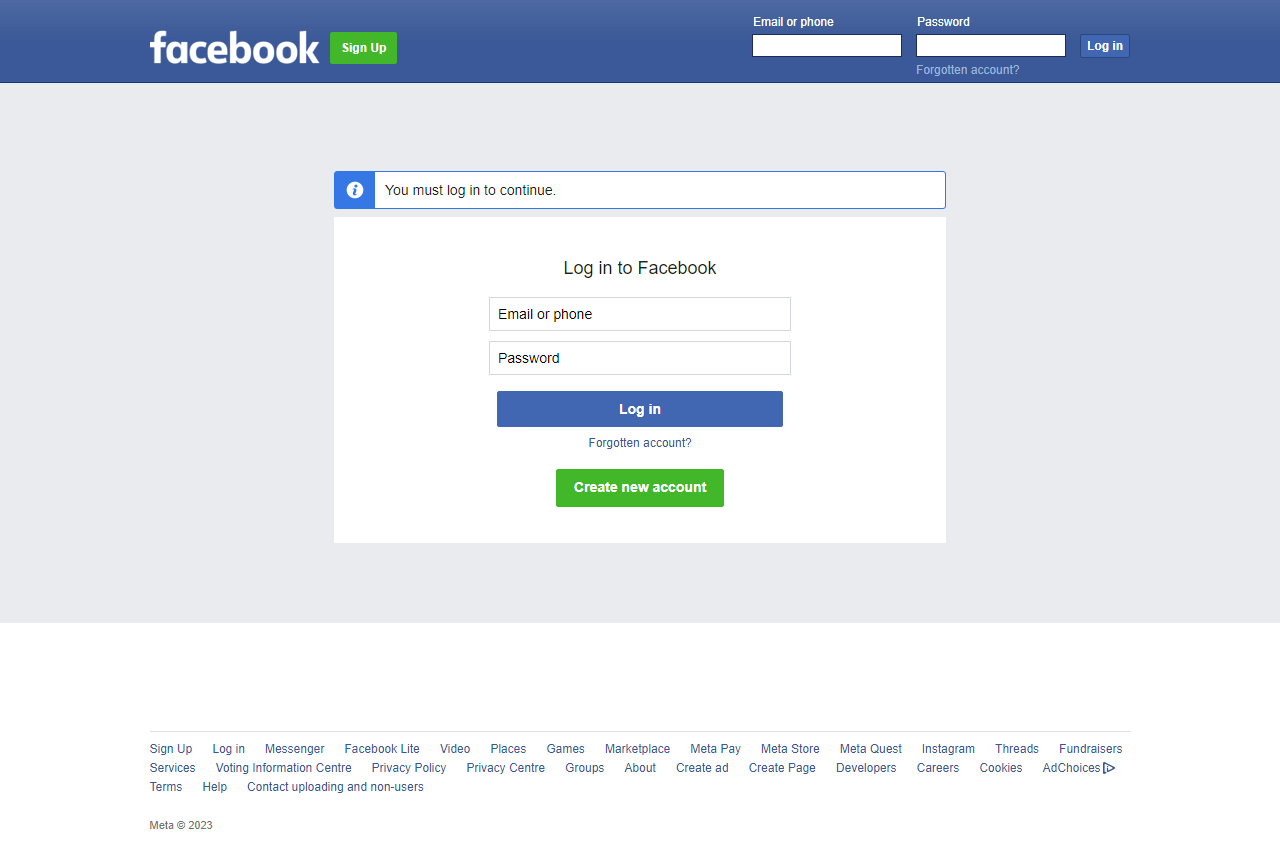 facebook
Sign Up
Email or phone
Password
Log in
Forgotten account?
You must log in to continue.
Log in to Facebook
Email or phone
Password
Log in
Forgotten account?
Create new account
Sign Up Log in Messenger Facebook Lite Video Places Games Marketplace Meta Pay Meta Store Meta Quest Instagram Threads Fundraisers
Services Voting Information Centre Privacy Policy Privacy Centre Groups About Create ad Create Page Developers Careers Cookies AdChoices
Terms Help Contact uploading and non-users
Meta © 2023